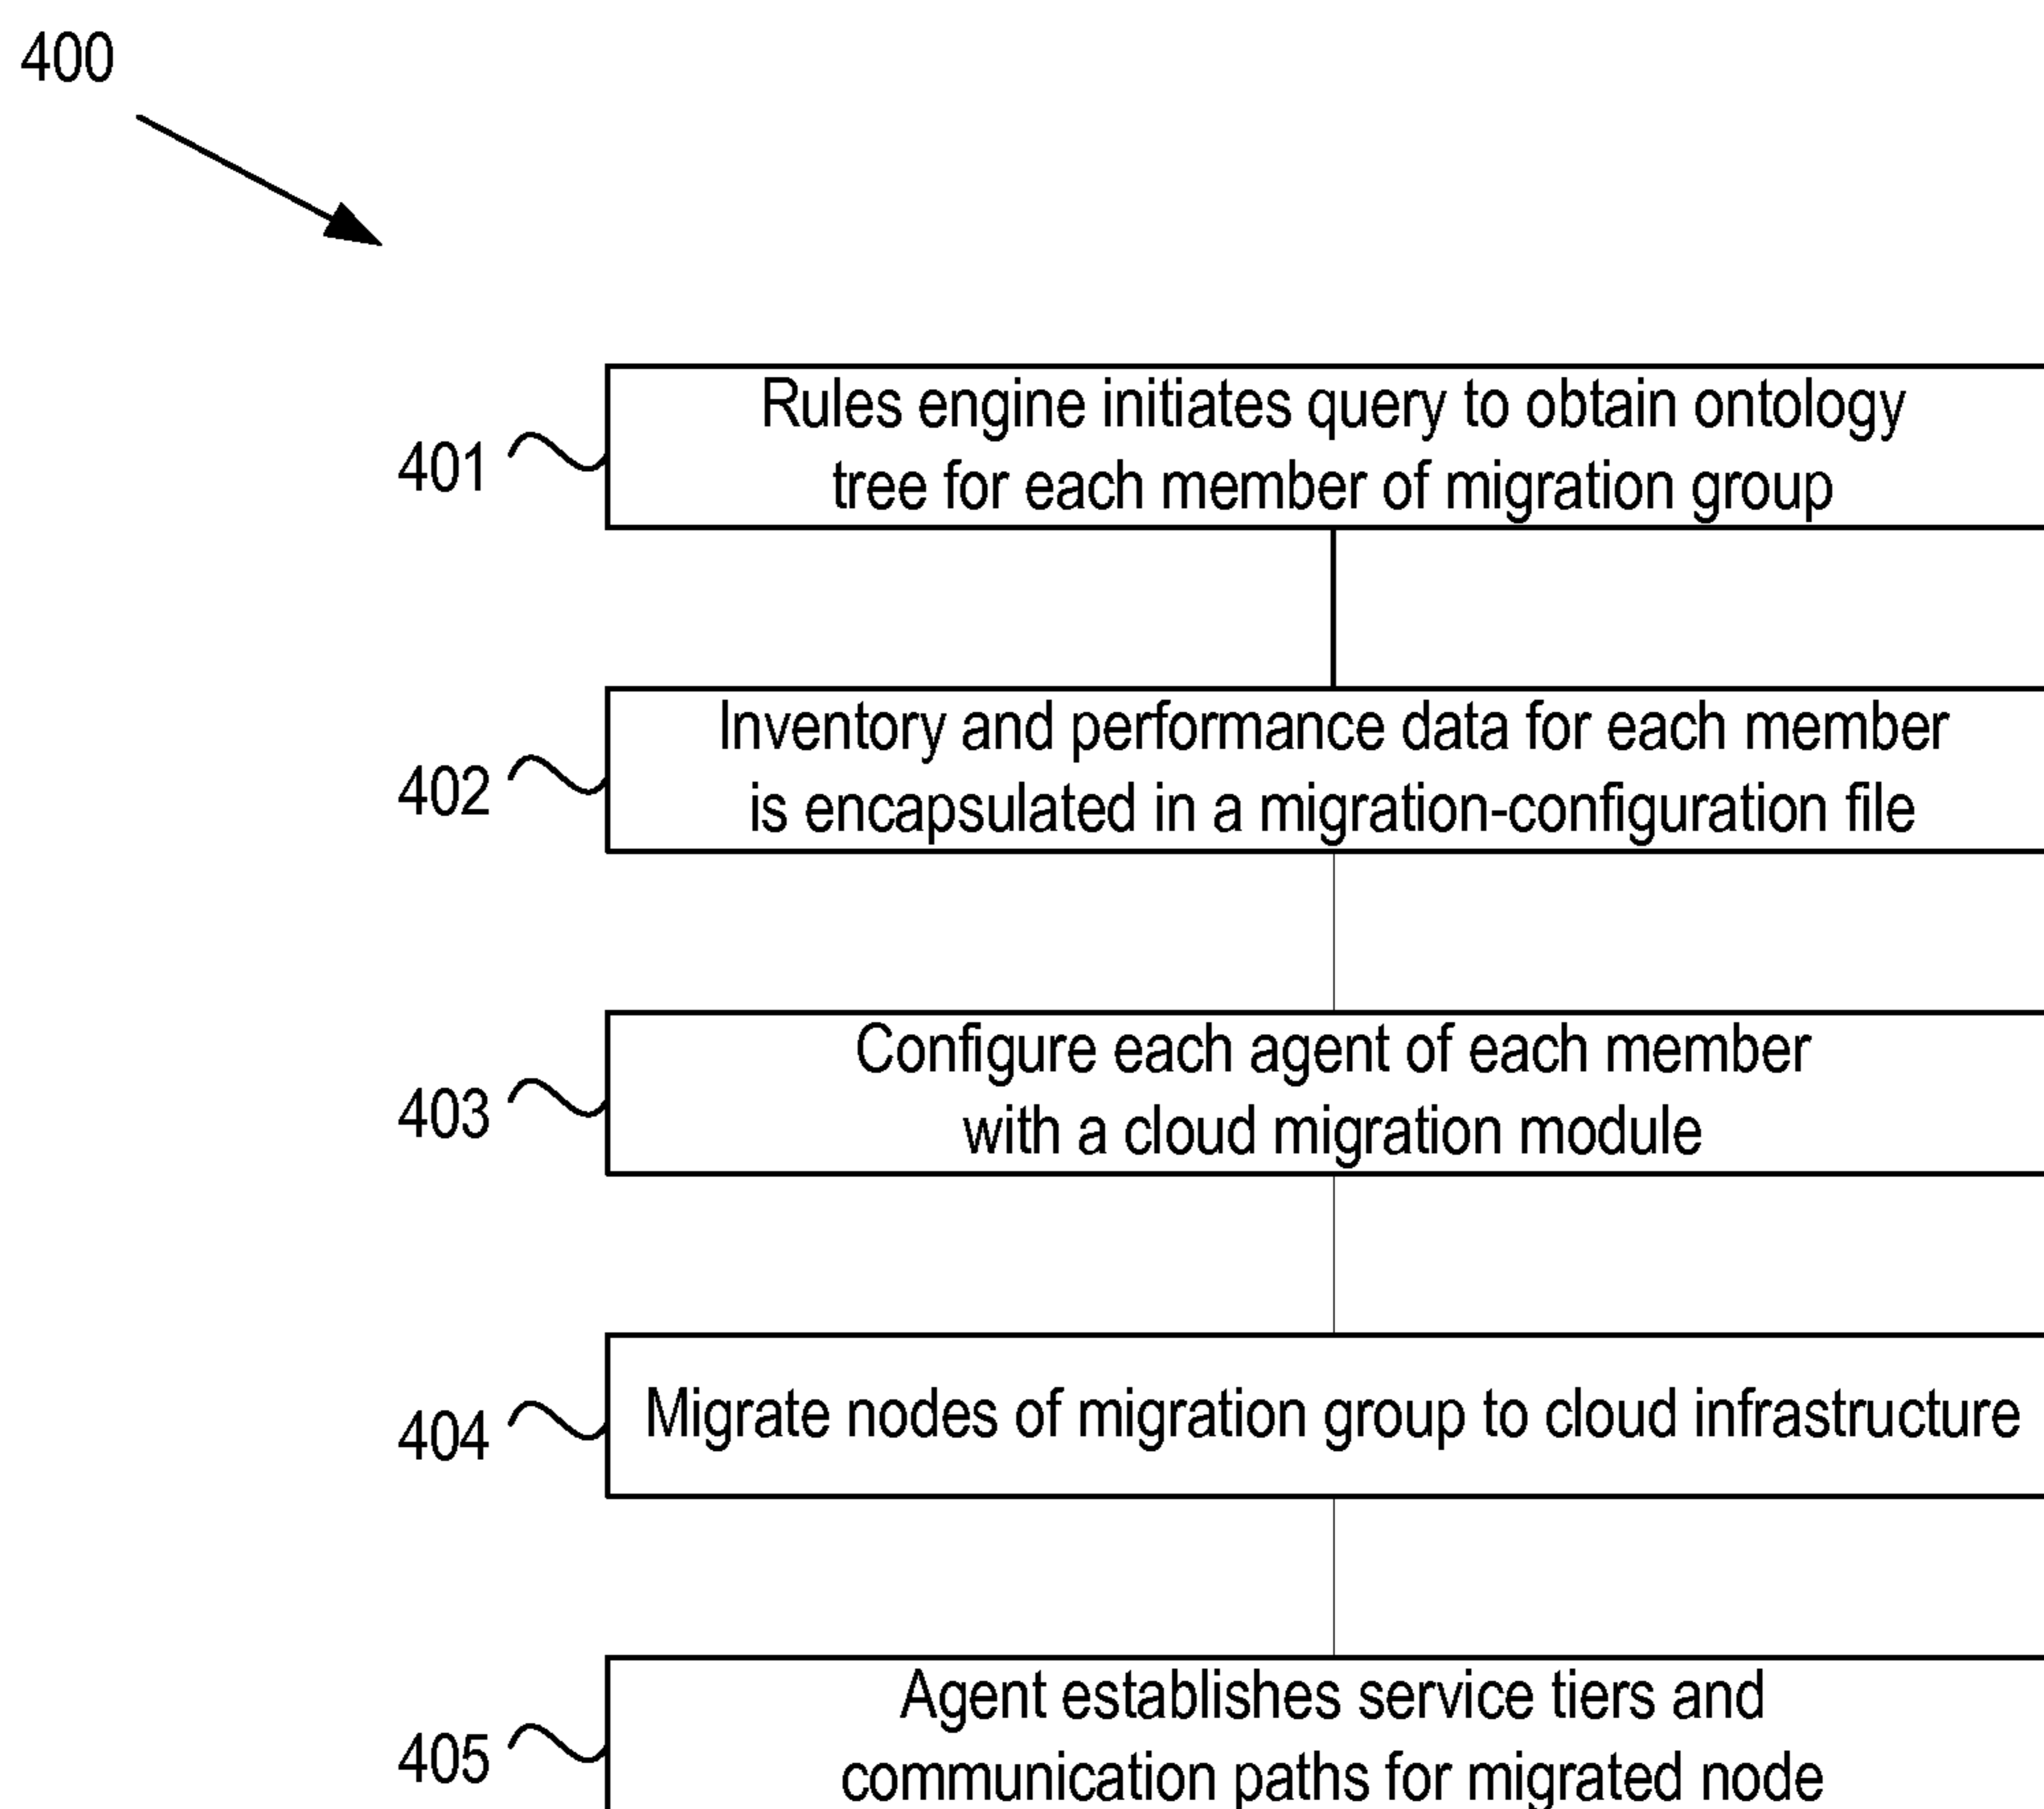 400
Rules engine initiates query to obtain ontology
tree for each member of migration group
401
Inventory and performance data for each member
is encapsulated in a migration-configuration file
402
Configure each agent of each member
with a cloud migration module
403
Migrate nodes of migration group to cloud infrastructure
404
Agent establishes service tiers and
communication paths for migrated node
405